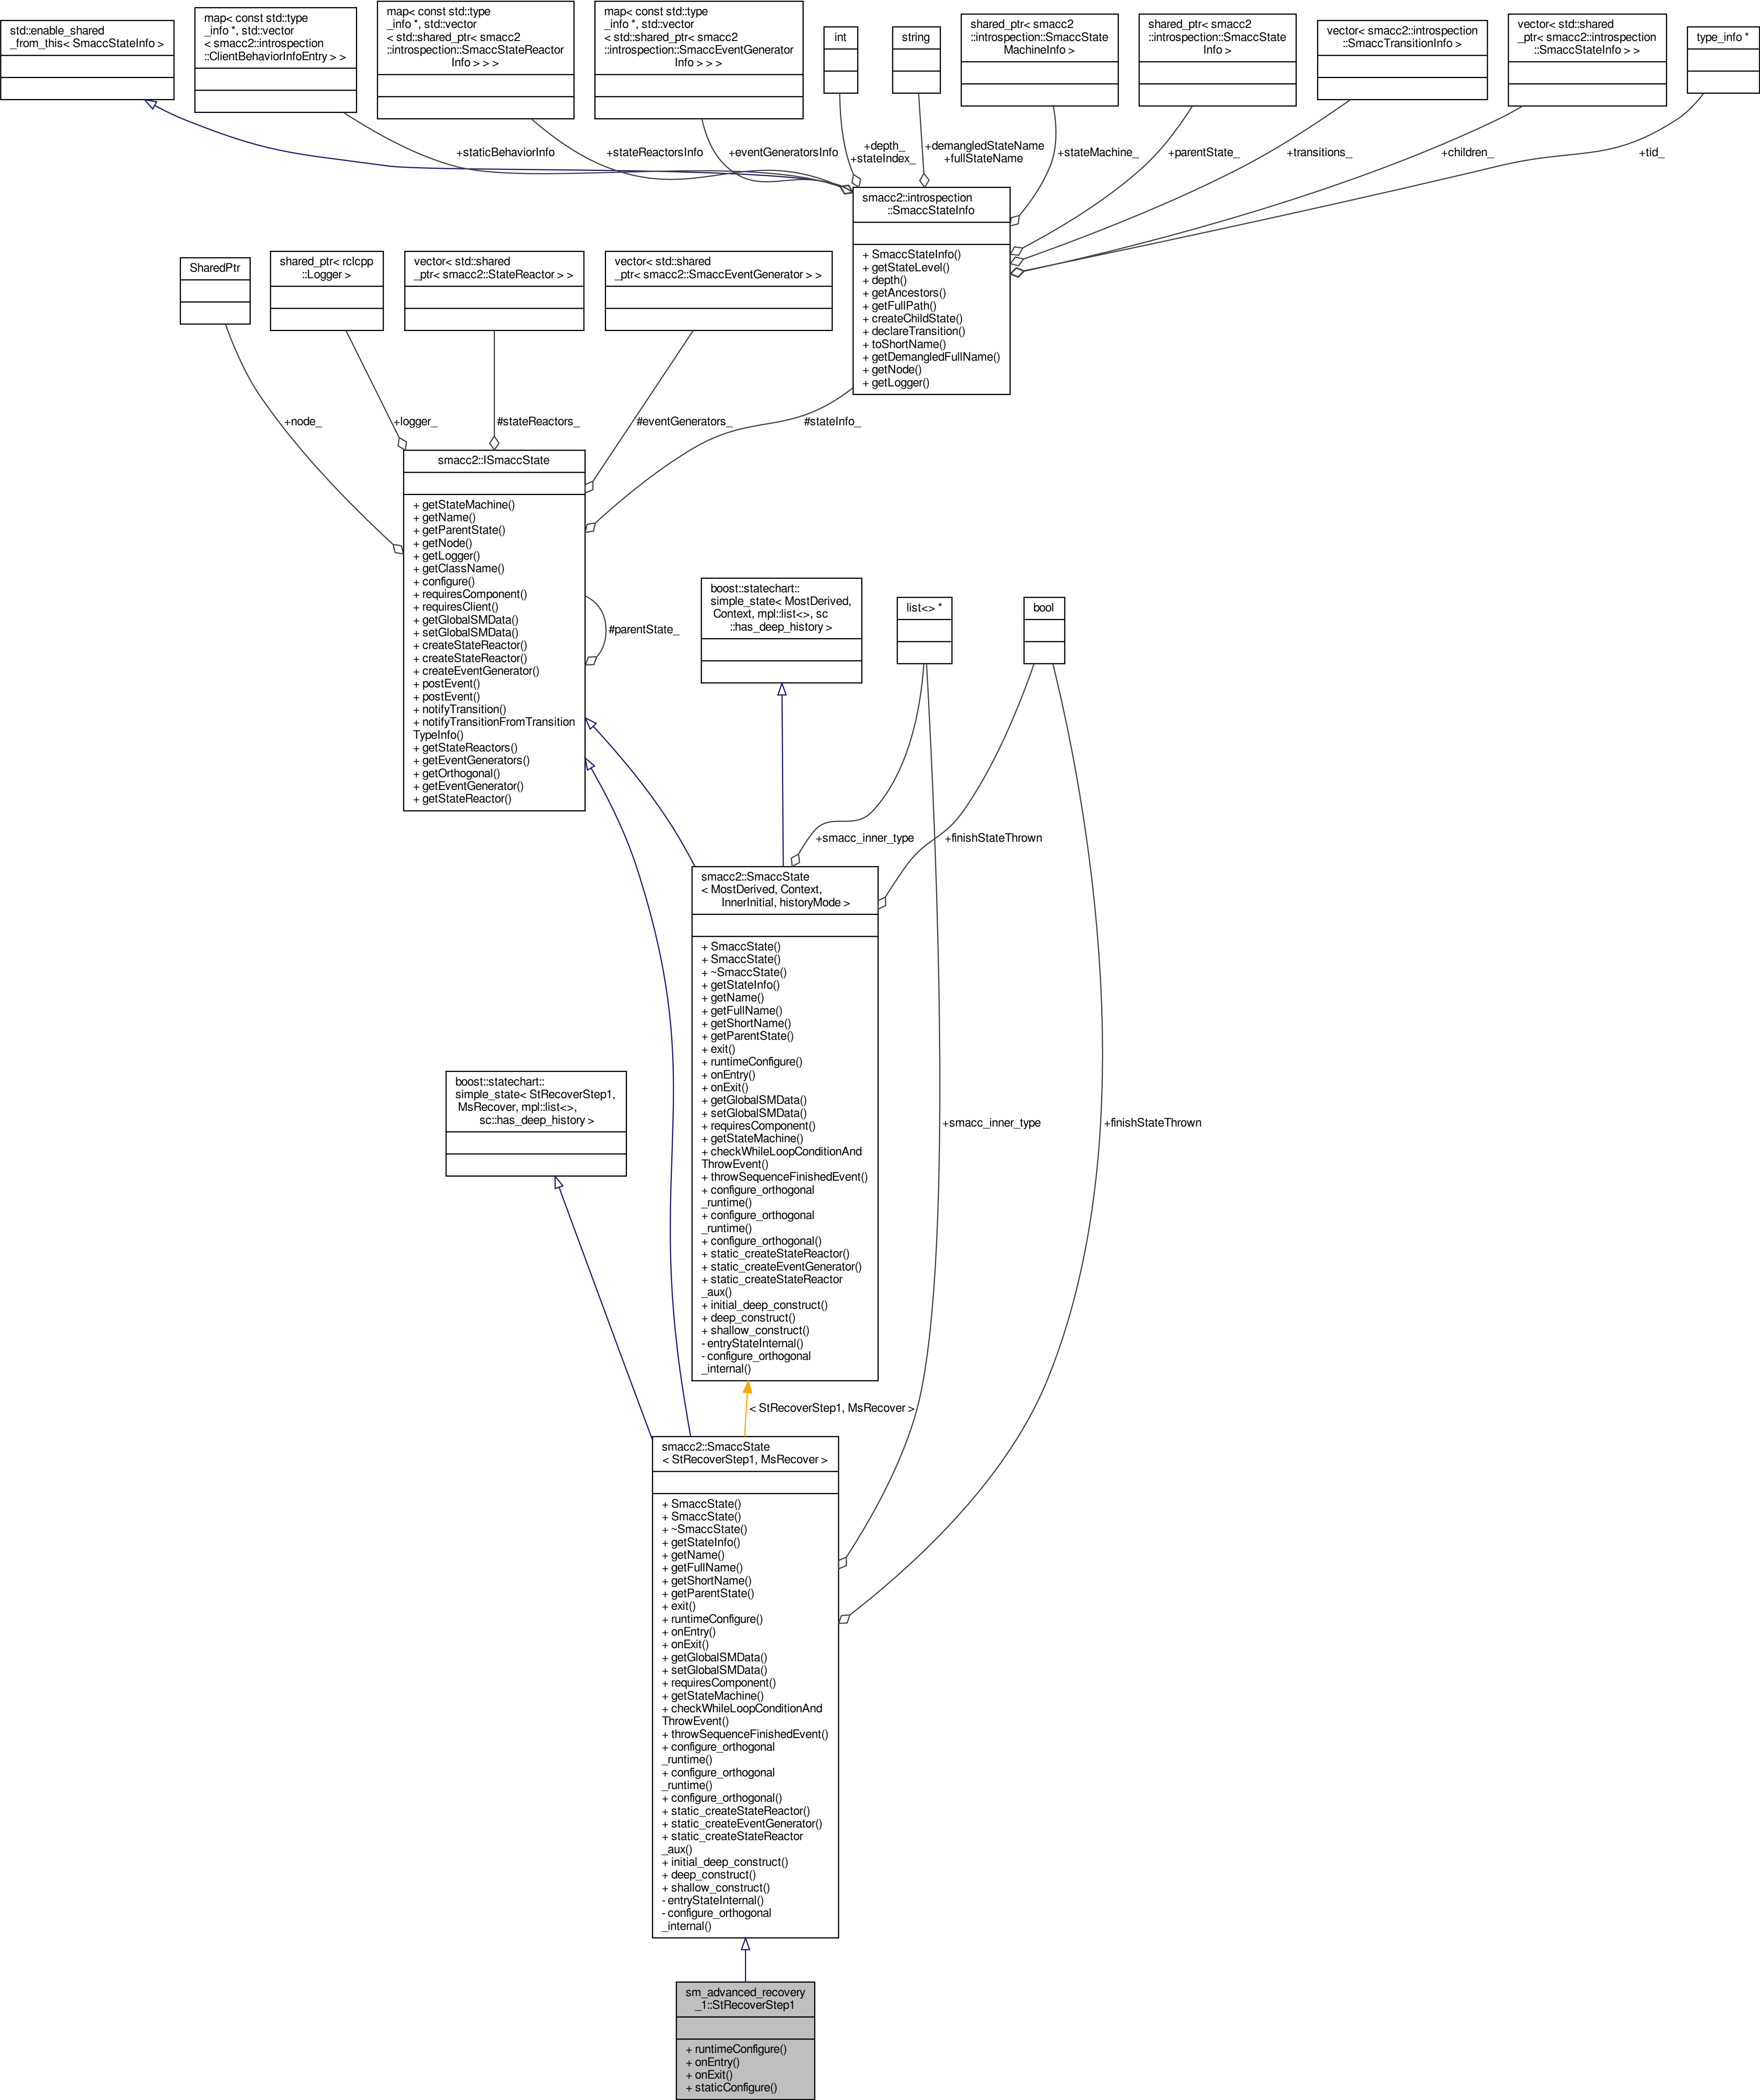 std::enable_shared
_from_this< SmaccStateInfo >
map< const std::type
_info *, std::vector
< smacc2::introspection
::ClientBehaviorInfoEntry > >
map< const std::type
_info *, std::vector
< std::shared_ptr< smacc2
::introspection::SmaccStateReactor
Info > > >
map< const std::type
_info *, std::vector
< std::shared_ptr< smacc2
::introspection::SmaccEventGenerator
Info > > >
int
string
shared_ptr< smacc2
::introspection::SmaccState
MachineInfo >
shared_ptr< smacc2
::introspection::SmaccState
Info >
vector< smacc2::introspection
::SmaccTransitionInfo >
vector< std::shared
_ptr< smacc2::introspection
::SmaccStateInfo > >
type_info *
+staticBehaviorInfo
+stateReactorsInfo
+eventGeneratorsInfo
+depth_
+stateIndex_
+demangledStateName
+fullStateName
+stateMachine_
+parentState_
+transitions_
+children_
+tid_
smacc2::introspection
::SmaccStateInfo
+ SmaccStateInfo()
+ getStateLevel()
+ depth()
+ getAncestors()
+ getFullPath()
+ createChildState()
+ declareTransition()
+ toShortName()
+ getDemangledFullName()
+ getNode()
+ getLogger()
SharedPtr
shared_ptr< rclcpp
::Logger >
vector< std::shared
_ptr< smacc2::StateReactor > >
vector< std::shared
_ptr< smacc2::SmaccEventGenerator > >
+node_
+logger_
#stateReactors_
#eventGenerators_
#stateInfo_
smacc2::ISmaccState
+ getStateMachine()
+ getName()
+ getParentState()
+ getNode()
+ getLogger()
+ getClassName()
+ configure()
+ requiresComponent()
+ requiresClient()
+ getGlobalSMData()
+ setGlobalSMData()
+ createStateReactor()
+ createStateReactor()
+ createEventGenerator()
+ postEvent()
+ postEvent()
+ notifyTransition()
+ notifyTransitionFromTransition
TypeInfo()
+ getStateReactors()
+ getEventGenerators()
+ getOrthogonal()
+ getEventGenerator()
+ getStateReactor()
#parentState_
boost::statechart::
simple_state< MostDerived,
Context, mpl::list<>, sc
::has_deep_history >
list<> *
bool
+smacc_inner_type
+finishStateThrown
smacc2::SmaccState
< MostDerived, Context,
InnerInitial, historyMode >
+ SmaccState()
+ SmaccState()
+ ~SmaccState()
+ getStateInfo()
+ getName()
+ getFullName()
+ getShortName()
+ getParentState()
+ exit()
+ runtimeConfigure()
+ onEntry()
+ onExit()
+ getGlobalSMData()
+ setGlobalSMData()
+ requiresComponent()
+ getStateMachine()
+ checkWhileLoopConditionAnd
ThrowEvent()
+ throwSequenceFinishedEvent()
+ configure_orthogonal
_runtime()
+ configure_orthogonal
_runtime()
+ configure_orthogonal()
+ static_createStateReactor()
+ static_createEventGenerator()
+ static_createStateReactor
_aux()
+ initial_deep_construct()
+ deep_construct()
+ shallow_construct()
- entryStateInternal()
- configure_orthogonal
_internal()
boost::statechart::
simple_state< StRecoverStep1,
MsRecover, mpl::list<>,
sc::has_deep_history >
+smacc_inner_type
+finishStateThrown
< StRecoverStep1, MsRecover >
smacc2::SmaccState
< StRecoverStep1, MsRecover >
+ SmaccState()
+ SmaccState()
+ ~SmaccState()
+ getStateInfo()
+ getName()
+ getFullName()
+ getShortName()
+ getParentState()
+ exit()
+ runtimeConfigure()
+ onEntry()
+ onExit()
+ getGlobalSMData()
+ setGlobalSMData()
+ requiresComponent()
+ getStateMachine()
+ checkWhileLoopConditionAnd
ThrowEvent()
+ throwSequenceFinishedEvent()
+ configure_orthogonal
_runtime()
+ configure_orthogonal
_runtime()
+ configure_orthogonal()
+ static_createStateReactor()
+ static_createEventGenerator()
+ static_createStateReactor
_aux()
+ initial_deep_construct()
+ deep_construct()
+ shallow_construct()
- entryStateInternal()
- configure_orthogonal
_internal()
sm_advanced_recovery
_1::StRecoverStep1
+ runtimeConfigure()
+ onEntry()
+ onExit()
+ staticConfigure()